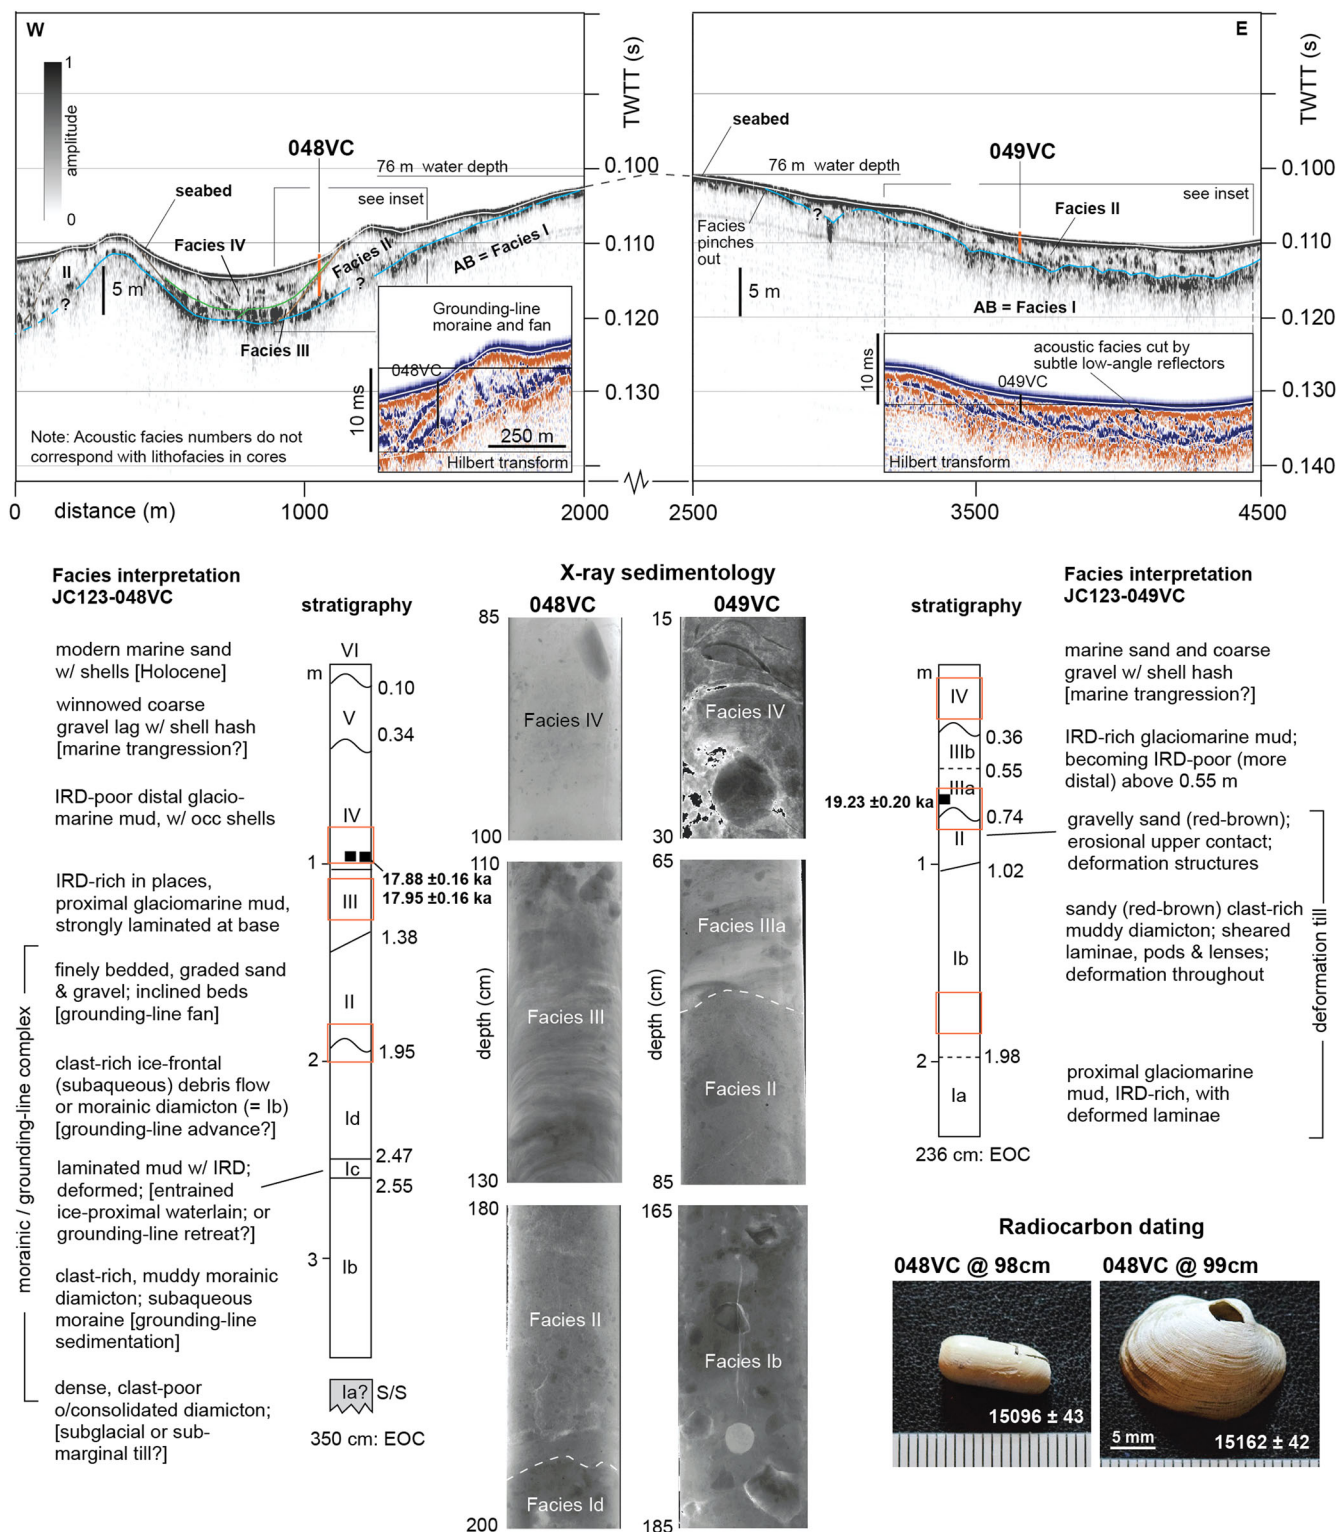 W
E
1
amplitude
0
TWTT (s)
TWTT (s)
seabed
048VC
76 m water depth
0.100
see inset
Facies IV
0.110
Facies II
II
?
5 m
?
AB = Facies I
0.120
Facies III
Grounding-line
moraine and fan
048VC
10 ms
0.130
250 m
Hilbert transform
Note: Acoustic facies numbers do not
correspond with lithofacies in cores
seabed
76 m water depth
049VC
0.100
see inset
Facies II
Facies
pinches
out
?
0.110
5 m
AB = Facies I
0.120
acoustic facies cut by
subtle low-angle reflectors
049VC
10 ms
0.130
Hilbert transform
0.140
0
distance (m)
1000
2000
2500
3500
4500
Facies interpretation
JC123-048VC
stratigraphy
modern marine sand
w/ shells [Holocene]
winnowed coarse
gravel lag w/ shell hash
[marine trangression?]
IRD-poor distal glacio-
marine mud, w/ occ shells
IRD-rich in places,
proximal glaciomarine mud,
strongly laminated at base
finely bedded, graded sand
& gravel; inclined beds
[grounding-line fan]
clast-rich ice-frontal
(subaqueous) debris flow
or morainic diamicton (= Ib)
[grounding-line advance?]
laminated mud w/ IRD;
deformed; [entrained
ice-proximal waterlain; or
grounding-line retreat?]
clast-rich, muddy morainic
diamicton; subaqueous
moraine [grounding-line
sedimentation]
dense, clast-poor
o/consolidated diamicton;
[subglacial or sub-
marginal till?]
morainic / grounding-line complex
VI
m
0.10
V
0.34
IV
1
17.88 ±0.16 ka
17.95 ±0.16 ka
III
1.38
II
1.95
2
Id
2.47
Ic
2.55
3
Ib
Ia?
S/S
350 cm: EOC
X-ray sedimentology
048VC
049VC
85
Facies IV
100
110
Facies III
130
180
Facies II
Facies Id
200
depth (cm)
15
Facies IV
30
65
Facies IIIa
Facies II
85
165
Facies Ib
185
depth (cm)
Facies interpretation
JC123-049VC
stratigraphy
m
IV
0.36
IIIb
0.55
IIIa
19.23 ±0.20 ka
0.74
II
1
1.02
Ib
1.98
2
Ia
236 cm: EOC
marine sand and coarse
gravel w/ shell hash
[marine trangression?]
IRD-rich glaciomarine mud;
becoming IRD-poor (more
distal) above 0.55 m
gravelly sand (red-brown);
erosional upper contact;
deformation structures
sandy (red-brown) clast-rich
muddy diamicton; sheared
laminae, pods & lenses;
deformation throughout
proximal glaciomarine
mud, IRD-rich, with
deformed laminae
deformation till
Radiocarbon dating
048VC @ 98cm
048VC @ 99cm
15096 ± 43
5 mm
15162 ± 42